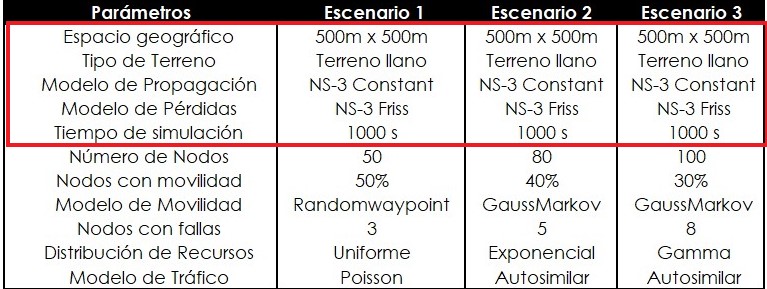 Parámetros Escenario 1 Escenario 2 Escenario 3
Espacio geográfico 500m x 500m 500m x 500m 500m x 500m
Tipo de Terreno Terreno llano Terreno llano Terreno llano
Modelo de Propagación NS-3 Constant NS-3 Constant NS-3 Constant
Modelo de Pérdidas NS-3 Friss NS-3 Friss NS-3 Friss
Tiempo de simulación 1000 s 1000 s 1000 s
Número de Nodos 50 80 100
Nodos con movilidad 50% 40% 30%
Modelo de Movilidad Randomwaypoint GaussMarkov GaussMarkov
Nodos con fallas 3 5 8
Distribución de Recursos Uniforme Exponencial Gamma
Modelo de Tráfico Poisson Autosimilar Autosimilar